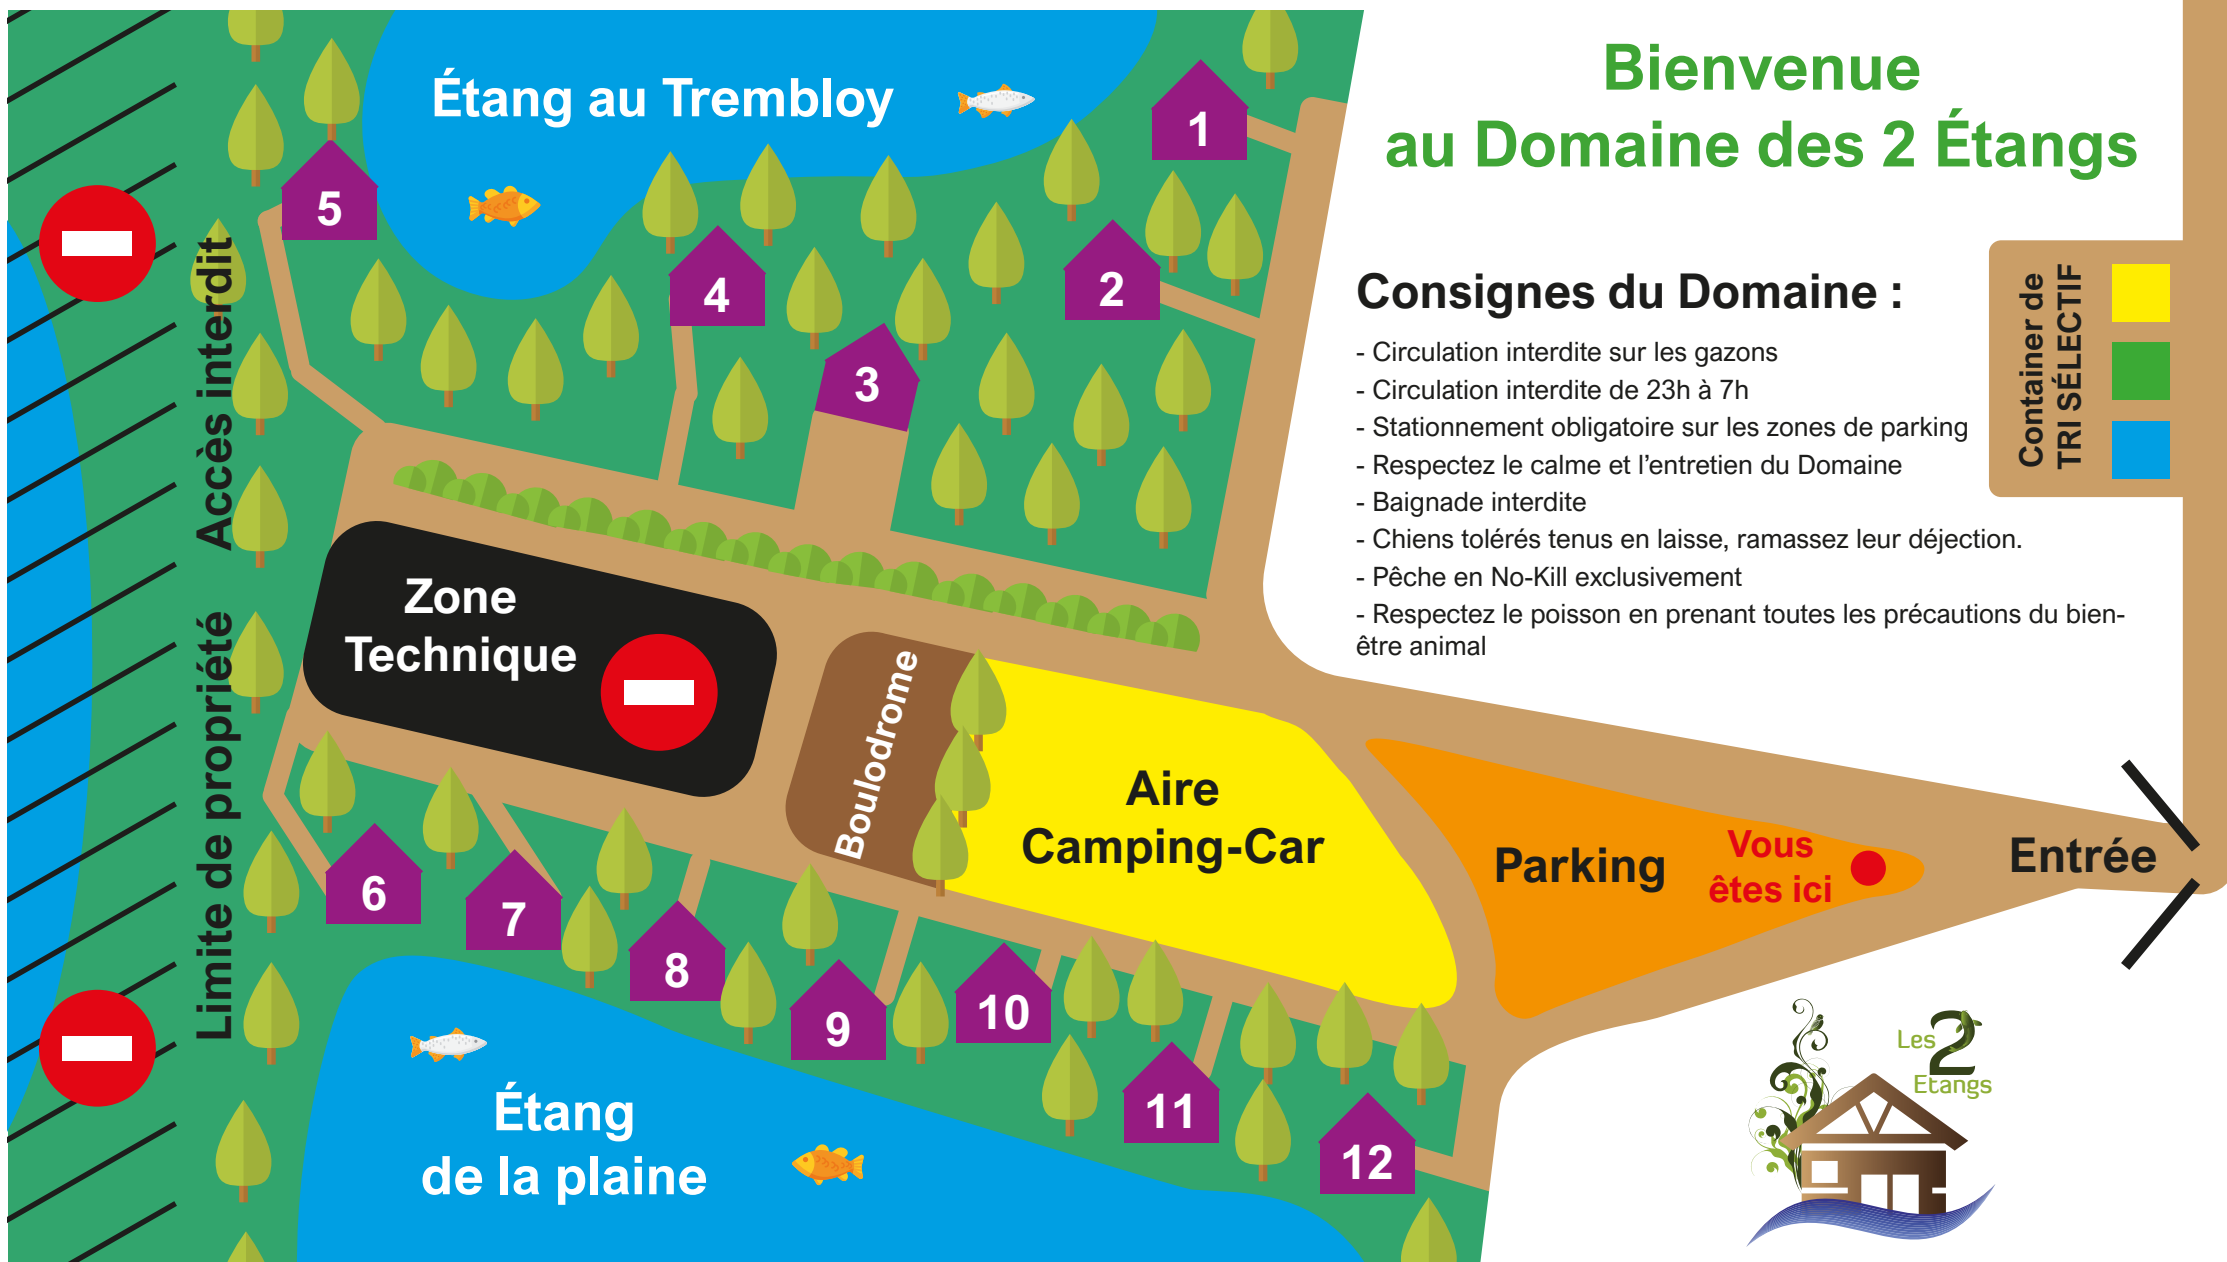 Bienvenue
au Domaine des 2 Étangs
Étang au Trembloy
1
5
4
2
3
Consignes du Domaine :
- Circulation interdite sur les gazons
- Circulation interdite de 23h à 7h
- Stationnement obligatoire sur les zones de parking
- Respectez le calme et l'entretien du Domaine
- Baignade interdite
- Chiens tolérés tenus en laisse, ramassez leur déjection.
- Pêche en No-Kill exclusivement
- Respectez le poisson en prenant toutes les précautions du bien-
être animal
Container de
TRI SÉLECTIF
Limite de propriété Accès interdit
Zone
Technique
Boulodrome
Aire
Camping-Car
Parking
Vous
êtes ici
Entrée
6
7
8
9
10
11
12
Étang
de la plaine
Les 2
Etangs